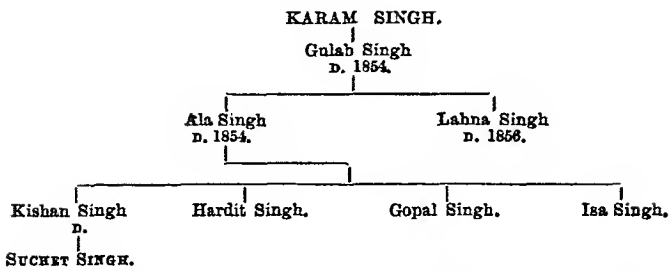 KARAM SINGH.
Gulab Singh
D. 1854.
Ala Singh Lahna Singh
D. 1854. D. 1856.
Kishan Singh Hardit Singh. Gopal Singh. Isa Singh.
D.
SUCHET SINGH.